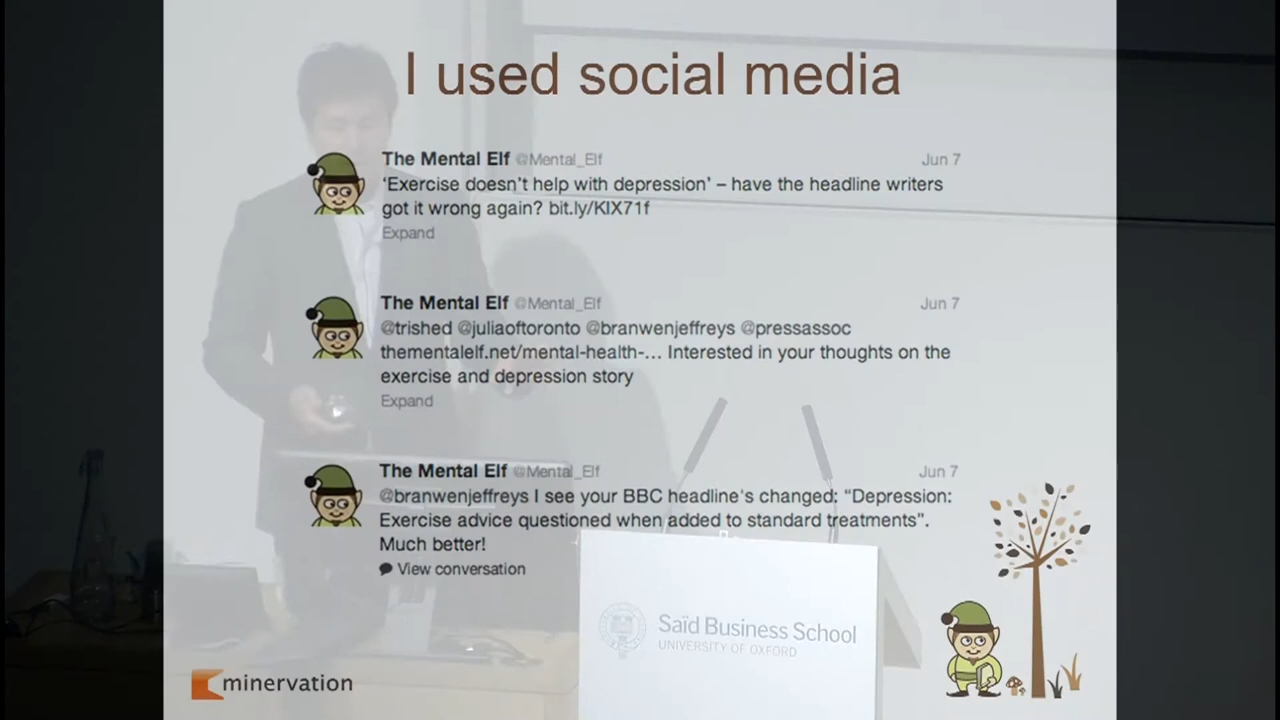 I used social media
The Mental Elf @Mental_Elf Jun 7
‘Exercise doesn't help with depression’ – have the headline writers
got it wrong again? bit.ly/KIX71f
Expand
The Mental Elf @Mental_Elf Jun 7
@trished @juliaoftoronto @branwenjeffreys @pressassoc
thementalelf.net/mental-health-... Interested in your thoughts on the
exercise and depression story
Expand
The Mental Elf @Mental_Elf Jun 7
@branwenjeffreys I see your BBC headline's changed: “Depression:
Exercise advice questioned when added to standard treatments”.
Much better!
View conversation
Saïd Business School
UNIVERSITY OF OXFORD
minervation